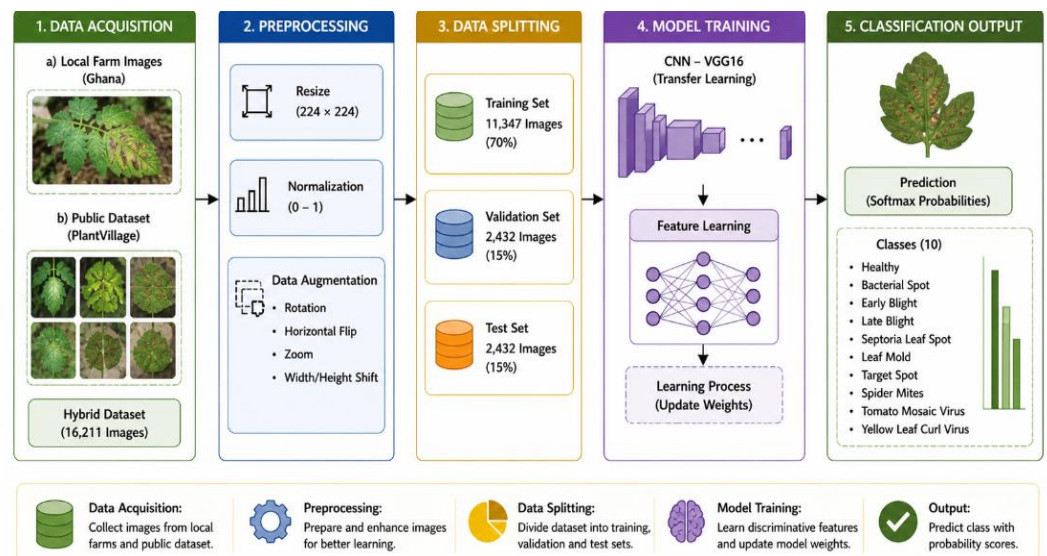 1. DATA ACQUISITION
a) Local Farm Images
(Ghana)
b) Public Dataset
(PlantVillage)
Hybrid Dataset
(16,211 Images)
2. PREPROCESSING
Resize
(224 × 224)
Normalization
(0 – 1)
Data Augmentation
• Rotation
• Horizontal Flip
• Zoom
• Width/Height Shift
3. DATA SPLITTING
Training Set
11,347 Images
(70%)
Validation Set
2,432 Images
(15%)
Test Set
2,432 Images
(15%)
4. MODEL TRAINING
CNN – VGG16
(Transfer Learning)
Feature Learning
Learning Process
(Update Weights)
5. CLASSIFICATION OUTPUT
Prediction
(Softmax Probabilities)
Classes (10)
• Healthy
• Bacterial Spot
• Early Blight
• Late Blight
• Septoria Leaf Spot
• Leaf Mold
• Target Spot
• Spider Mites
• Tomato Mosaic Virus
• Yellow Leaf Curl Virus
Data Acquisition:
Collect images from local
farms and public dataset.
Preprocessing:
Prepare and enhance images
for better learning.
Data Splitting:
Divide dataset into training,
validation and test sets.
Model Training:
Learn discriminative features
and update model weights.
Output:
Predict class with
probability scores.